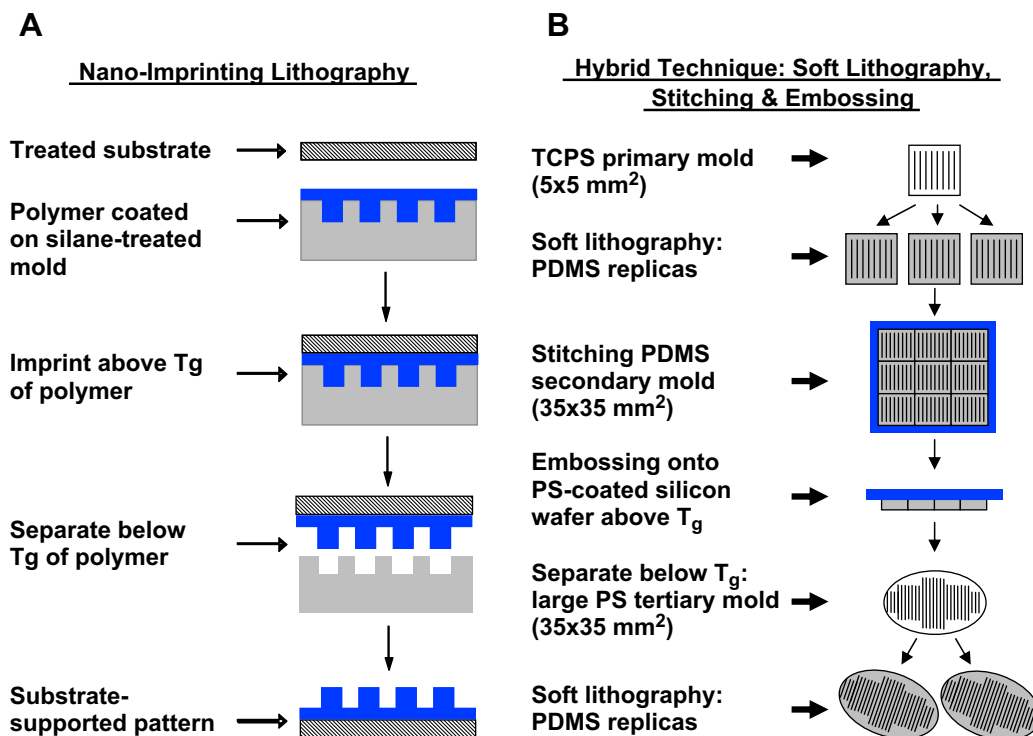 A
Nano-Imprinting Lithography
Treated substrate
Polymer coated
on silane-treated
mold
Imprint above Tg
of polymer
Separate below
Tg of polymer
Substrate-
supported pattern
B
Hybrid Technique: Soft Lithography,
Stitching & Embossing
TCPS primary mold
(5x5 mm²)
Soft lithography:
PDMS replicas
Stitching PDMS
secondary mold
(35x35 mm²)
Embossing onto
PS-coated silicon
wafer above Tg
Separate below Tg:
large PS tertiary mold
(35x35 mm²)
Soft lithography:
PDMS replicas